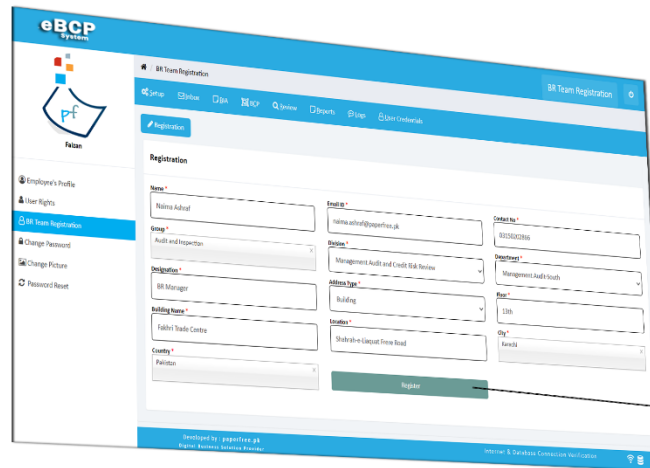 eBCP
System
BR Team Registration
BR Team Registration
Setup Inbox BIA BCP Review Reports Logs User Credentials
Registration
pf
Faizan
Registration
Employee's Profile
User Rights
BR Team Registration
Change Password
Change Picture
Password Reset
Name * Email ID * Contact No *
Naima Ashraf naima.ashraf@paperfree.pk
Group * Division * Department *
Audit and Inspection x Management Audit and Credit Risk Review Management Audit-South
Designation * Address Type * Floor *
BR Manager Building 13th
Building Name * Location * City *
Fakhri Trade Centre Shahrah-e-Liaquat Frere Road Karachi x
Country *
Pakistan x Register
Developed by : paperfree.pk
Digital Business Solution Provider
Internet & Database Connection Verification